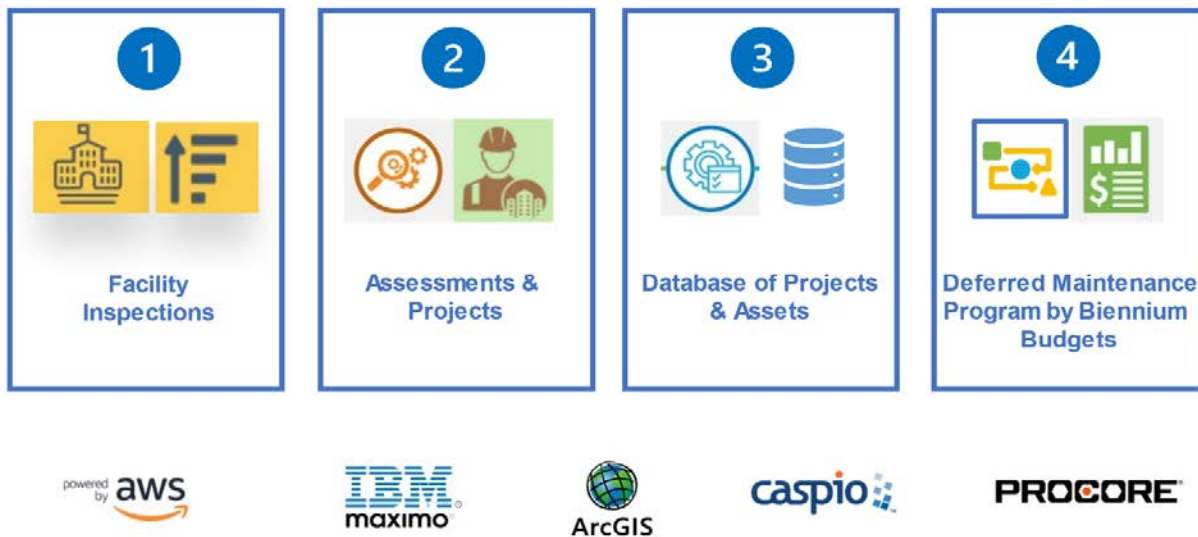 1
2
3
4
$
Facility
Inspections
Assessments &
Projects
Database of Projects
& Assets
Deferred Maintenance
Program by Biennium
Budgets
powered
by aws
IBM®
maximo
ArcGIS
caspio™
PROCORE®